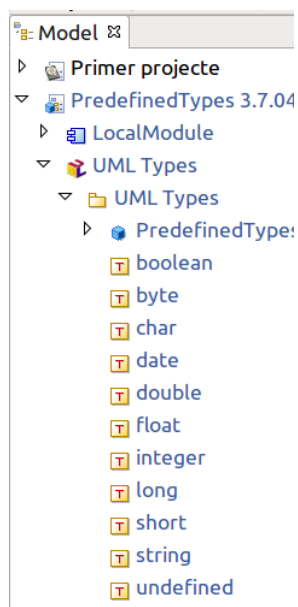 Model
Primer projecte
PredefinedTypes 3.7.04
LocalModule
UML Types
UML Types
PredefinedTypes
boolean
byte
char
date
double
float
integer
long
short
string
undefined